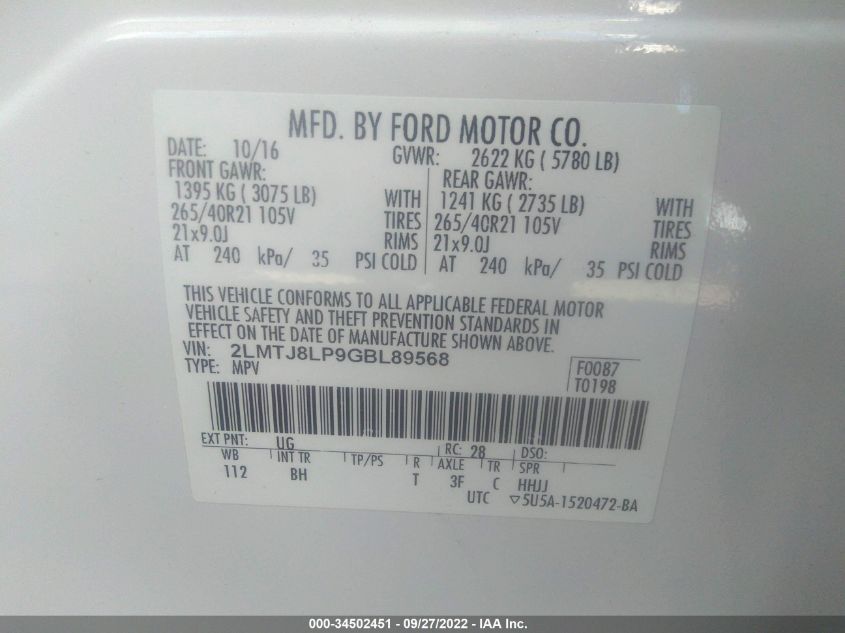 MFD. BY FORD MOTOR CO.
DATE: 10/16 GVWR: 2622 KG ( 5780 LB)
FRONT GAWR: REAR GAWR:
1395 KG ( 3075 LB) WITH 1241 KG ( 2735 LB) WITH
265/40R21 105V TIRES 265/40R21 105V TIRES
21x9.0J RIMS 21x9.0J RIMS
AT 240 kPa/ 35 PSI COLD AT 240 kPa/ 35 PSI COLD
THIS VEHICLE CONFORMS TO ALL APPLICABLE FEDERAL MOTOR
VEHICLE SAFETY AND THEFT PREVENTION STANDARDS IN
EFFECT ON THE DATE OF MANUFACTURE SHOWN ABOVE.
VIN: 2LMTJ8LP9GBL89568 F0087
TYPE: MPV T0198
EXT PNT: UG RC: 28 DSO:
WB INT TR TP/PS R AXLE TR SPR
112 BH T 3F C HHJJ
UTC ▽5U5A-1520472-BA
000-34502451 - 09/27/2022 - IAA Inc.